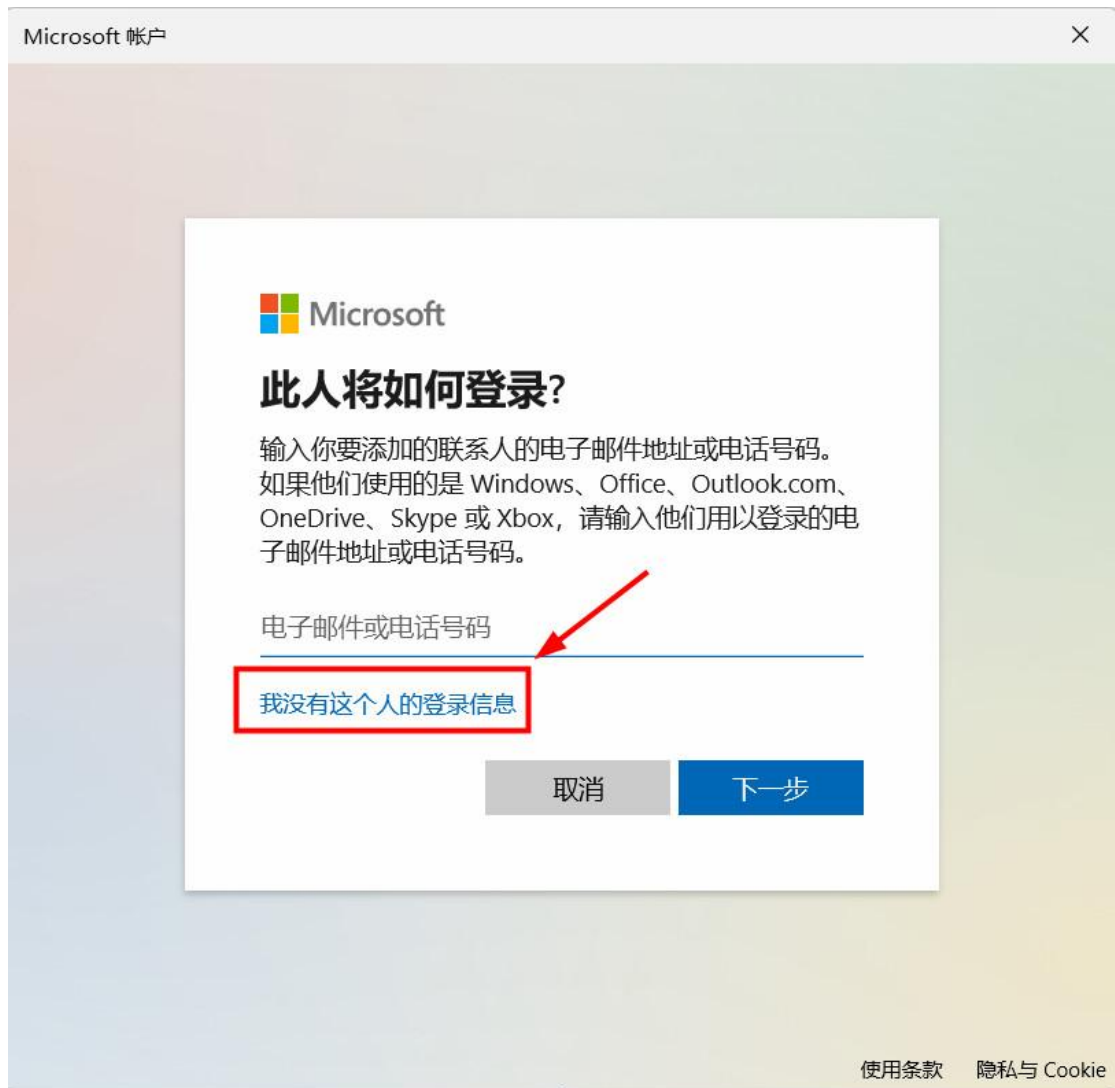 Microsoft 帐户
Microsoft
此人将如何登录?
输入你要添加的联系人的电子邮件地址或电话号码。
如果他们使用的是 Windows、Office、Outlook.com、
OneDrive、Skype 或 Xbox，请输入他们用以登录的电
子邮件地址或电话号码。
电子邮件或电话号码
我没有这个人的登录信息
取消 下一步
使用条款 隐私与 Cookie